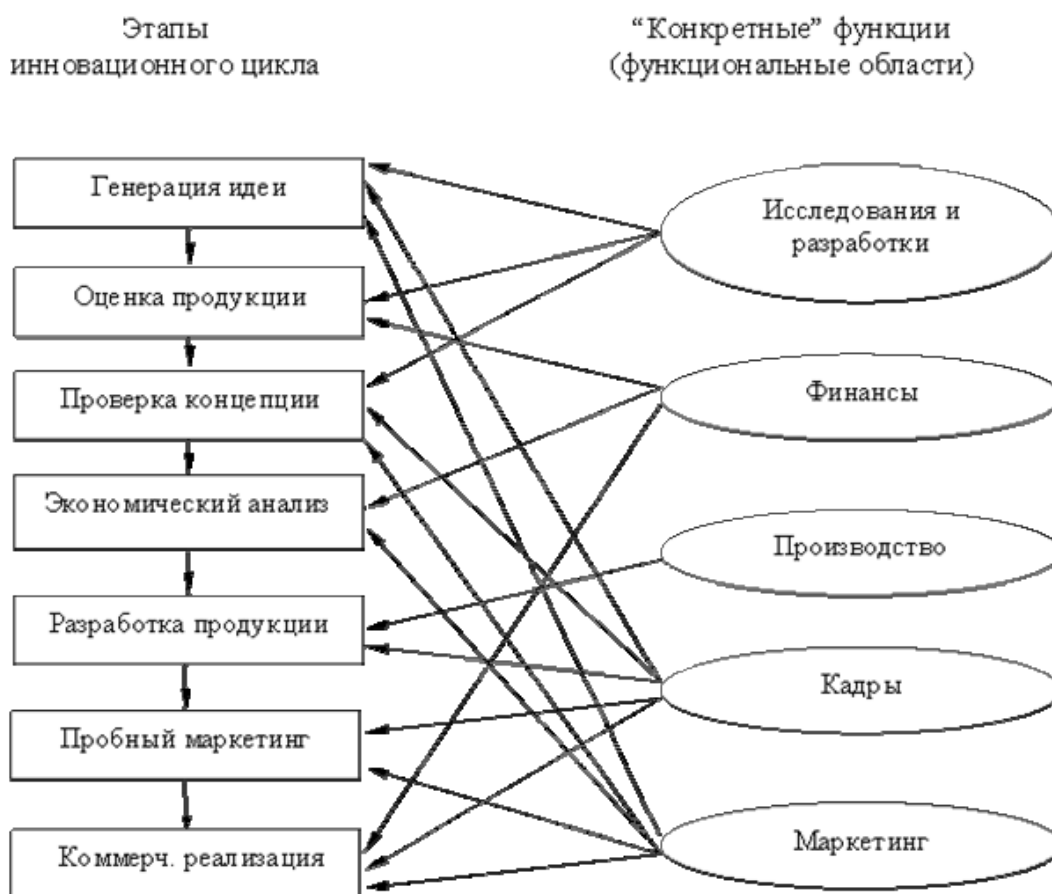 Этапы
инновационного цикла
“Конкретные” функции
(функциональные области)
Генерация идеи
Оценка продукции
Проверка концепции
Экономический анализ
Разработка продукции
Пробный маркетинг
Коммерч. реализация
Исследования и
разработки
Финансы
Производство
Кадры
Маркетинг